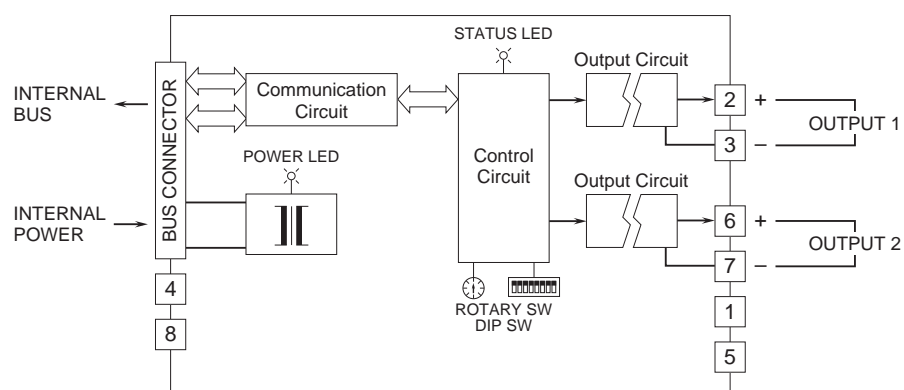 STATUS LED
Output Circuit
INTERNAL
BUS
BUS CONNECTOR
Communication
Circuit
2
+
OUTPUT 1
3
–
POWER LED
Control
Circuit
Output Circuit
INTERNAL
POWER
6
+
OUTPUT 2
7
–
4
ROTARY SW
DIP SW
1
8
5